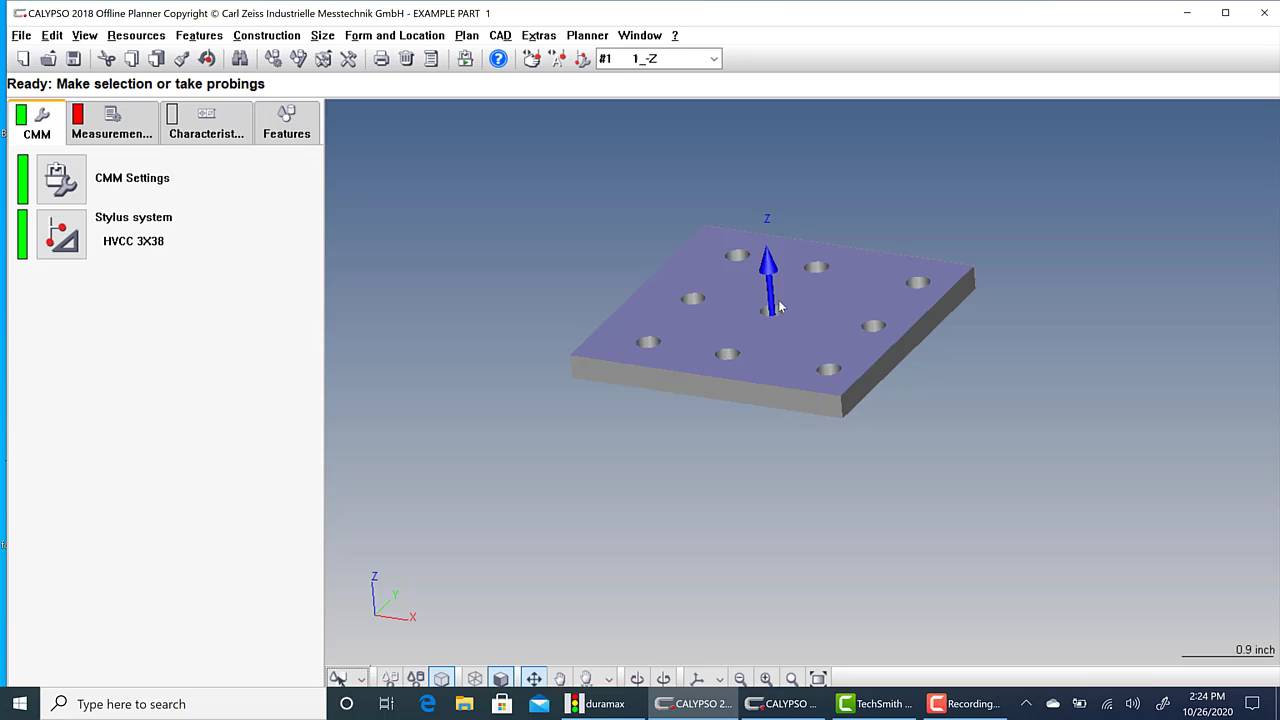 CALYPSO 2018 Offline Planner Copyright © Carl Zeiss Industrielle Messtechnik GmbH - EXAMPLE PART 1
File Edit View Resources Features Construction Size Form and Location Plan CAD Extras Planner Window ?
#1 1_-Z
Ready: Make selection or take probings
CMM Measuremen... Characterist... Features
CMM Settings
Stylus system
HVCC 3X38
Z
Z
Y
X
0.9 inch
Type here to search
duramax
CALYPSO 2...
CALYPSO ...
TechSmith ...
Recording...
2:24 PM
10/26/2020